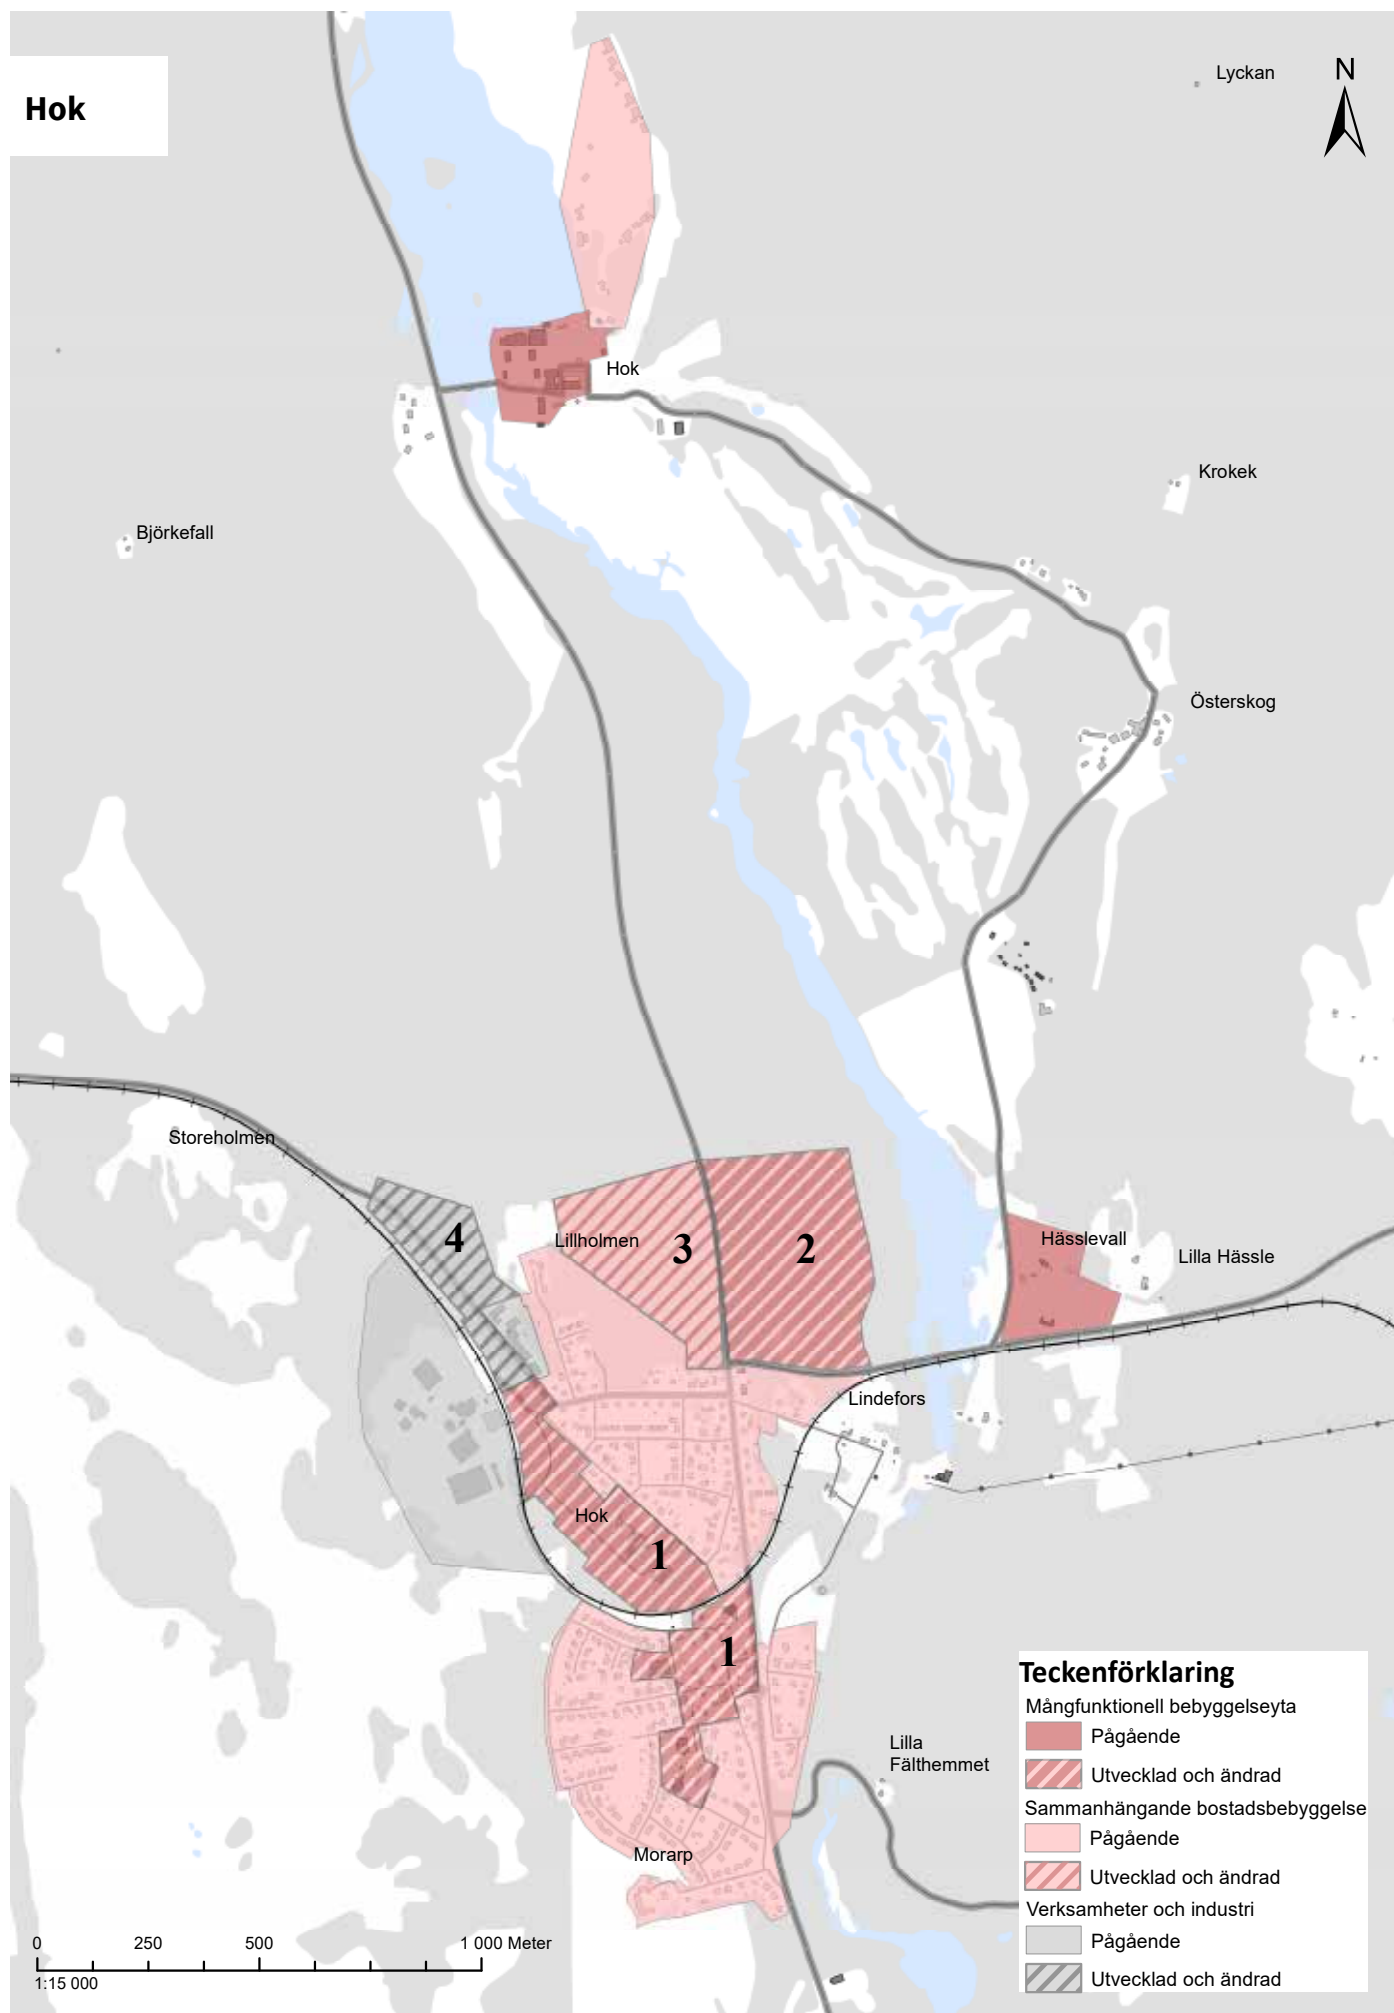 Hok
N
Lyckan
Hok
Krokek
Björkefall
Österskog
Storeholmen
4
Lillholmen
3
2
Hässlevall
Lilla Hässle
Lindefors
Hok
1
1
Lilla
Fälthemmet
Morarp
Teckenförklaring
Mångfunktionell bebyggelseyta
Pågående
Utvecklad och ändrad
Sammanhängande bostadsbebyggelse
Pågående
Utvecklad och ändrad
Verksamheter och industri
Pågående
Utvecklad och ändrad
0 250 500 1 000 Meter
1:15 000